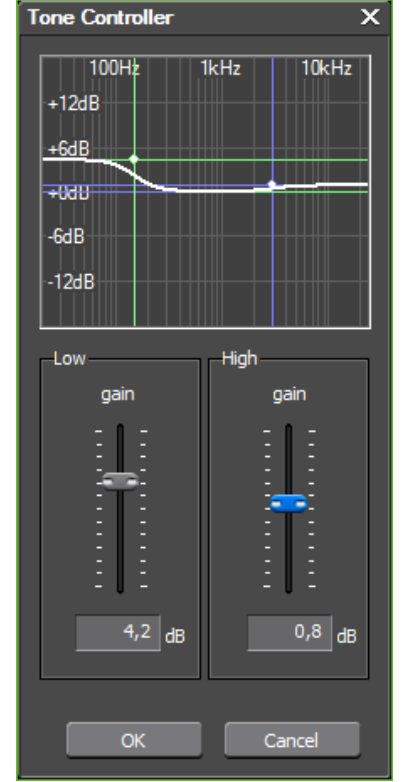 Tone Controller
100Hz 1kHz 10kHz
+12dB
+6dB
+0dB
-6dB
-12dB
Low High
gain gain
4,2 dB 0,8 dB
OK Cancel